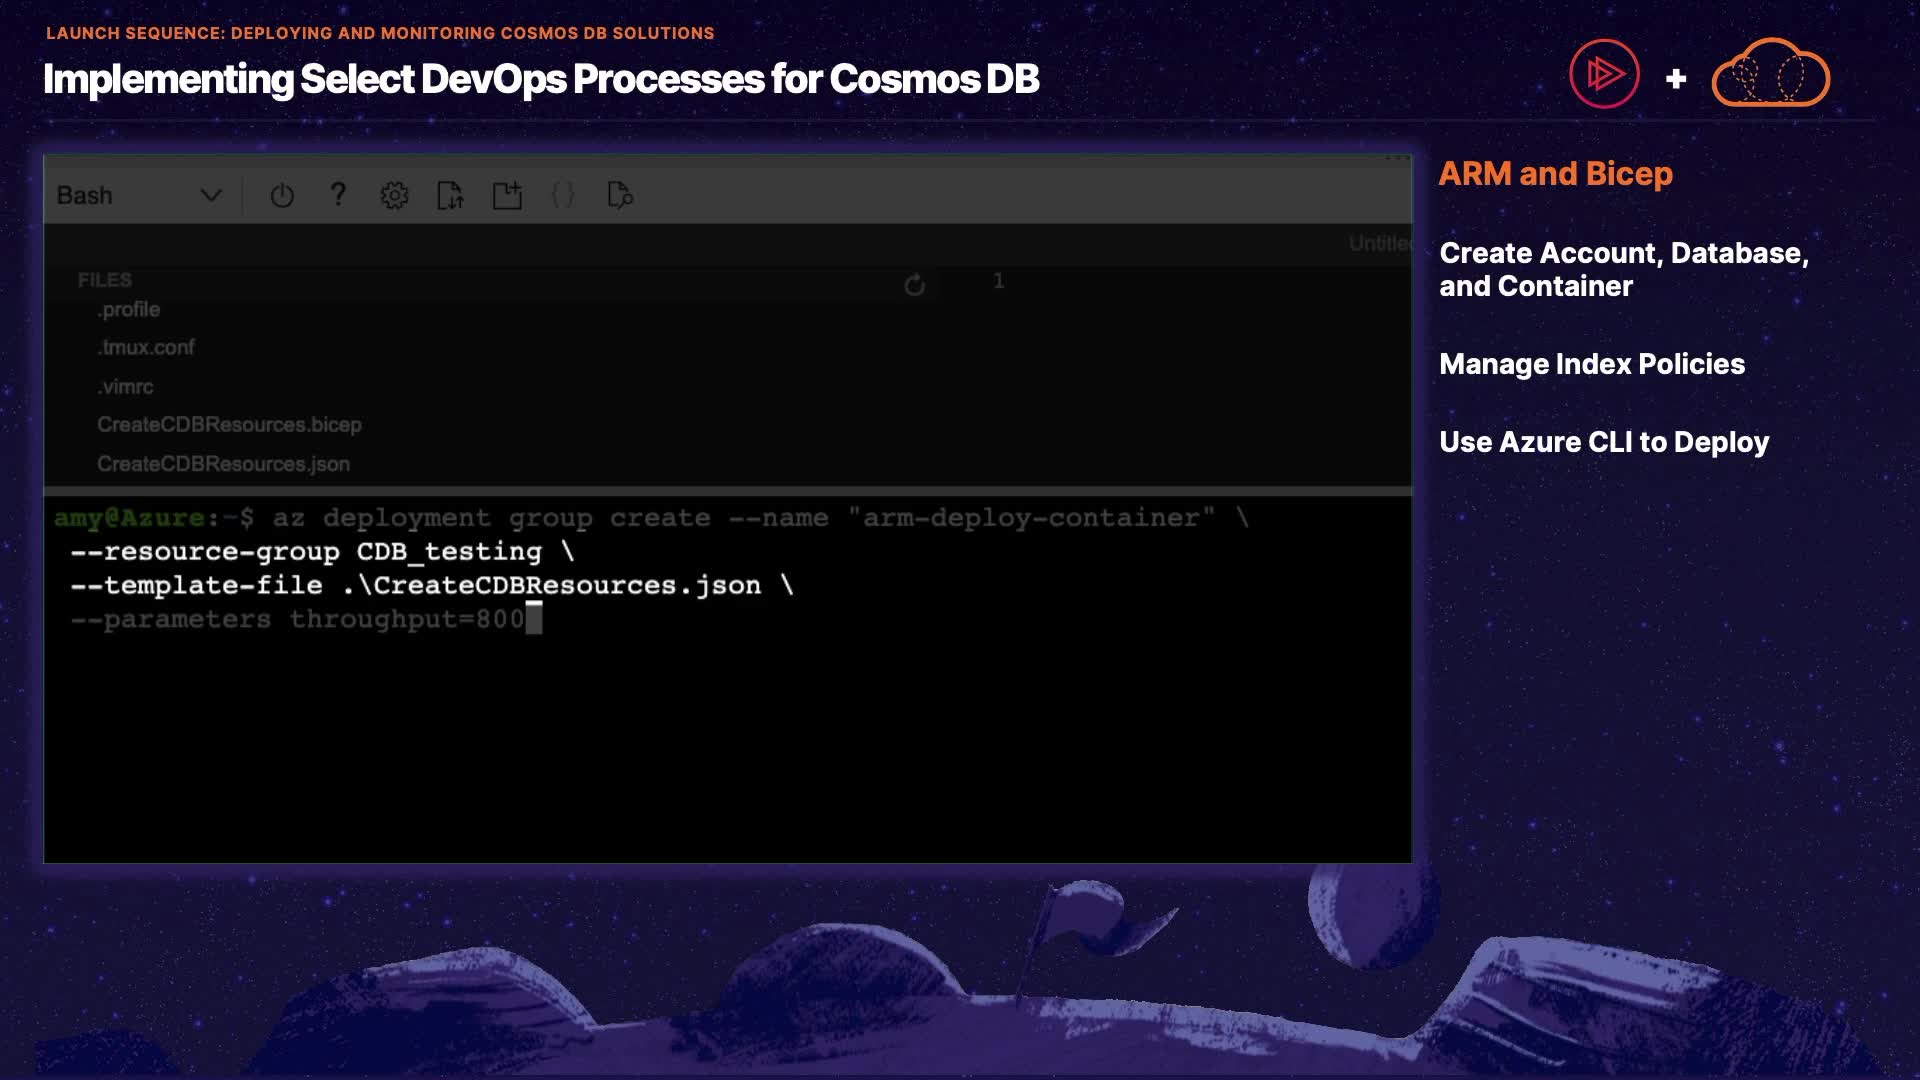 LAUNCH SEQUENCE: DEPLOYING AND MONITORING COSMOS DB SOLUTIONS
Implementing Select DevOps Processes for Cosmos DB
+
Bash
?
{ }
Untitled
FILES
1
.profile
.tmux.conf
.vimrc
CreateCDBResources.bicep
CreateCDBResources.json
amy@Azure:~$ az deployment group create --name "arm-deploy-container" \
--resource-group CDB_testing \
--template-file .\CreateCDBResources.json \
--parameters throughput=800
ARM and Bicep
Create Account, Database,
and Container
Manage Index Policies
Use Azure CLI to Deploy